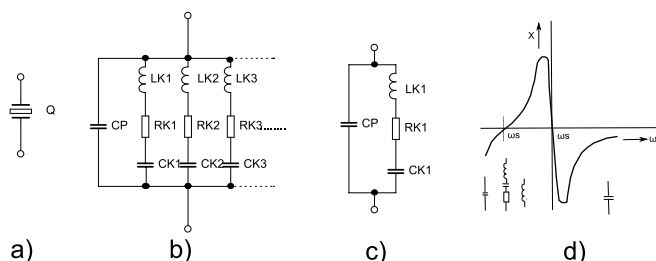 Q
a)
LK1 LK2 LK3
CP RK1 RK2 RK3
CK1 CK2 CK3
b)
LK1
CP RK1
CK1
c)
X
ωs ωs ω
d)